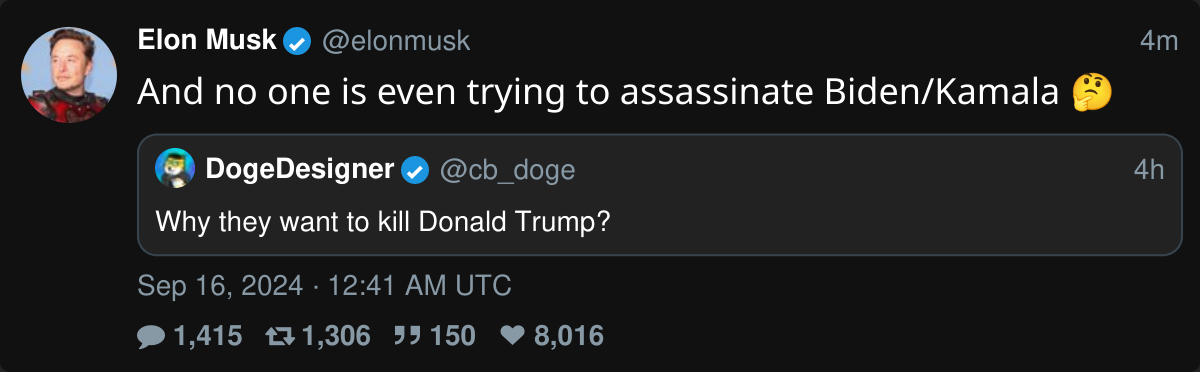 Elon Musk @elonmusk 4m
And no one is even trying to assassinate Biden/Kamala 🤔
DogeDesigner @cb_doge 4h
Why they want to kill Donald Trump?
Sep 16, 2024 · 12:41 AM UTC
1,415 1,306 150 8,016